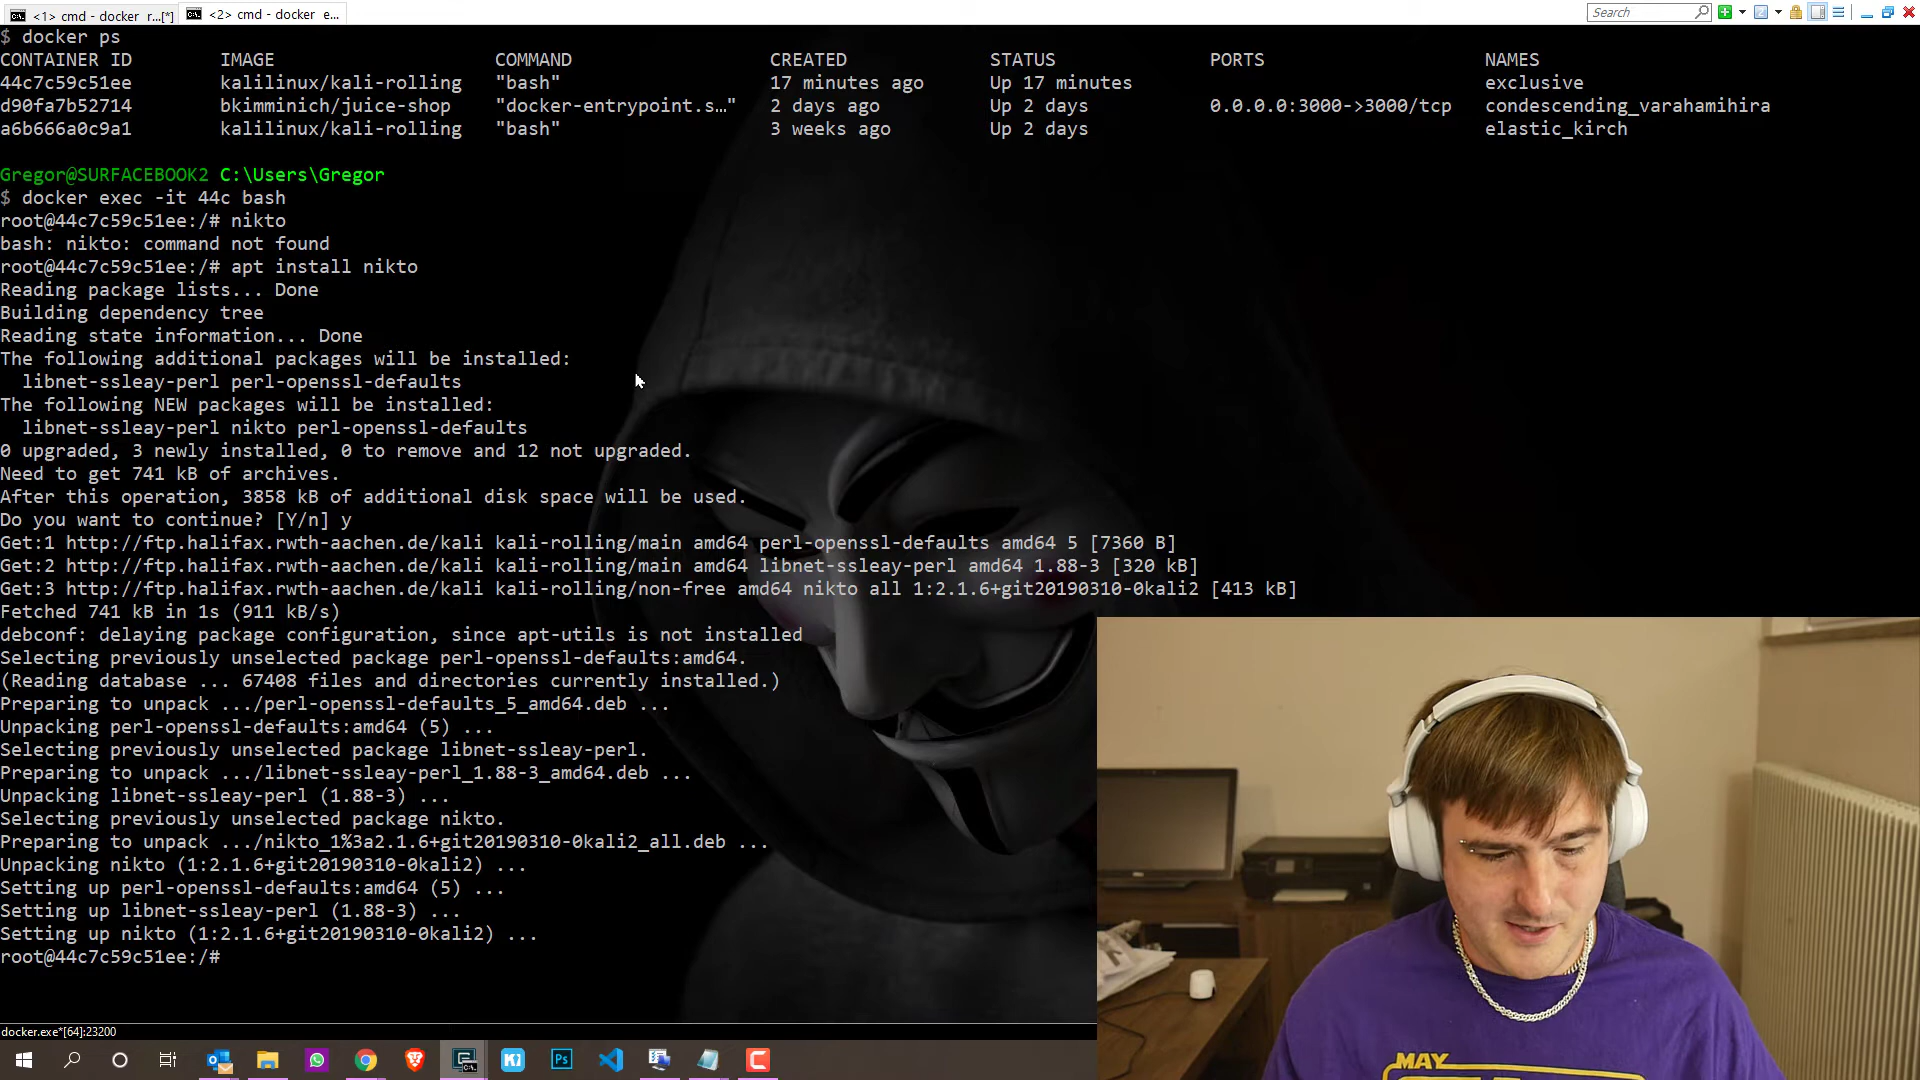 <1> cmd - docker r...[*]
<2> cmd - docker e...
Search
$ docker ps
CONTAINER ID IMAGE COMMAND CREATED STATUS PORTS NAMES
44c7c59c51ee kalilinux/kali-rolling "bash" 17 minutes ago Up 17 minutes exclusive
d90fa7b52714 bkimminich/juice-shop "docker-entrypoint.s…" 2 days ago Up 2 days 0.0.0.0:3000->3000/tcp condescending_varahamihira
a6b666a0c9a1 kalilinux/kali-rolling "bash" 3 weeks ago Up 2 days elastic_kirch
Gregor@SURFACEBOOK2 C:\Users\Gregor
$ docker exec -it 44c bash
root@44c7c59c51ee:/# nikto
bash: nikto: command not found
root@44c7c59c51ee:/# apt install nikto
Reading package lists... Done
Building dependency tree
Reading state information... Done
The following additional packages will be installed:
libnet-ssleay-perl perl-openssl-defaults
The following NEW packages will be installed:
libnet-ssleay-perl nikto perl-openssl-defaults
0 upgraded, 3 newly installed, 0 to remove and 12 not upgraded.
Need to get 741 kB of archives.
After this operation, 3858 kB of additional disk space will be used.
Do you want to continue? [Y/n] y
Get:1 http://ftp.halifax.rwth-aachen.de/kali kali-rolling/main amd64 perl-openssl-defaults amd64 5 [7360 B]
Get:2 http://ftp.halifax.rwth-aachen.de/kali kali-rolling/main amd64 libnet-ssleay-perl amd64 1.88-3 [320 kB]
Get:3 http://ftp.halifax.rwth-aachen.de/kali kali-rolling/non-free amd64 nikto all 1:2.1.6+git20190310-0kali2 [413 kB]
Fetched 741 kB in 1s (911 kB/s)
debconf: delaying package configuration, since apt-utils is not installed
Selecting previously unselected package perl-openssl-defaults:amd64.
(Reading database ... 67408 files and directories currently installed.)
Preparing to unpack .../perl-openssl-defaults_5_amd64.deb ...
Unpacking perl-openssl-defaults:amd64 (5) ...
Selecting previously unselected package libnet-ssleay-perl.
Preparing to unpack .../libnet-ssleay-perl_1.88-3_amd64.deb ...
Unpacking libnet-ssleay-perl (1.88-3) ...
Selecting previously unselected package nikto.
Preparing to unpack .../nikto_1%3a2.1.6+git20190310-0kali2_all.deb ...
Unpacking nikto (1:2.1.6+git20190310-0kali2) ...
Setting up perl-openssl-defaults:amd64 (5) ...
Setting up libnet-ssleay-perl (1.88-3) ...
Setting up nikto (1:2.1.6+git20190310-0kali2) ...
root@44c7c59c51ee:/#
docker.exe*[64]:23200
Ps
MAY